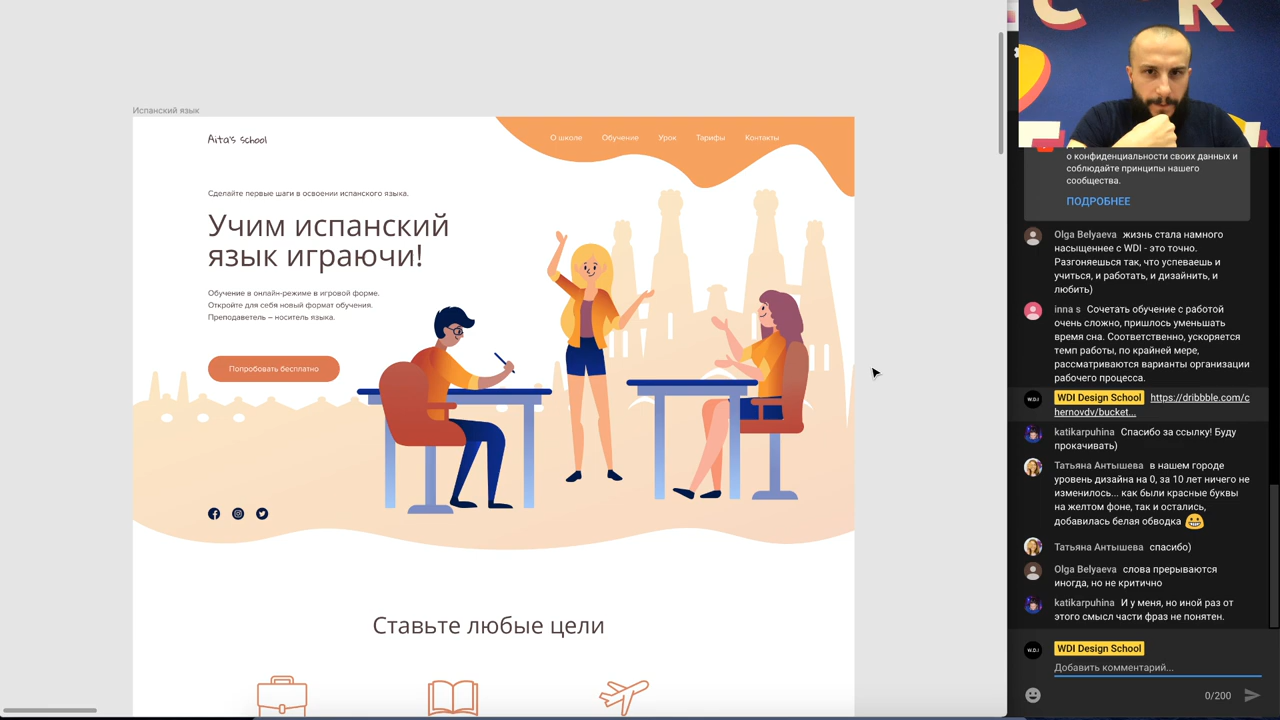 Испанский язык
Aita's school
О школе
Обучение
Урок
Тарифы
Контакты
Сделайте первые шаги в освоении испанского языка.
Учим испанский
язык играючи!
Обучение в онлайн-режиме в игровой форме.
Откройте для себя новый формат обучения.
Преподаватель – носитель языка.
Попробовать бесплатно
Ставьте любые цели
о конфиденциальности своих данных и
соблюдайте принципы нашего
сообщества.
ПОДРОБНЕЕ
Olga Belyaeva жизнь стала намного
насыщеннее с WDI - это точно.
Разгоняешься так, что успеваешь и
учиться, и работать, и дизайнить, и
любить)
inna s Сочетать обучение с работой
очень сложно, пришлось уменьшать
время сна. Соответственно, ускоряется
темп работы, по крайней мере,
рассматриваются варианты организации
рабочего процесса.
WDI Design School https://dribbble.com/c
hernovdv/bucket...
katikarpuhina Спасибо за ссылку! Буду
прокачивать)
Татьяна Антышева в нашем городе
уровень дизайна на 0, за 10 лет ничего не
изменилось... как были красные буквы
на желтом фоне, так и остались,
добавилась белая обводка
Татьяна Антышева спасибо)
Olga Belyaeva слова прерываются
иногда, но не критично
katikarpuhina И у меня, но иной раз от
этого смысл части фраз не понятен.
WDI Design School
Добавить комментарий...
0/200